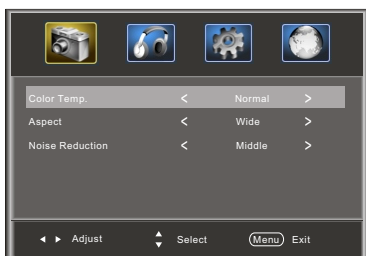 Color Temp. < Normal >
Aspect < Wide >
Noise Reduction < Middle >
Adjust Select Menu Exit